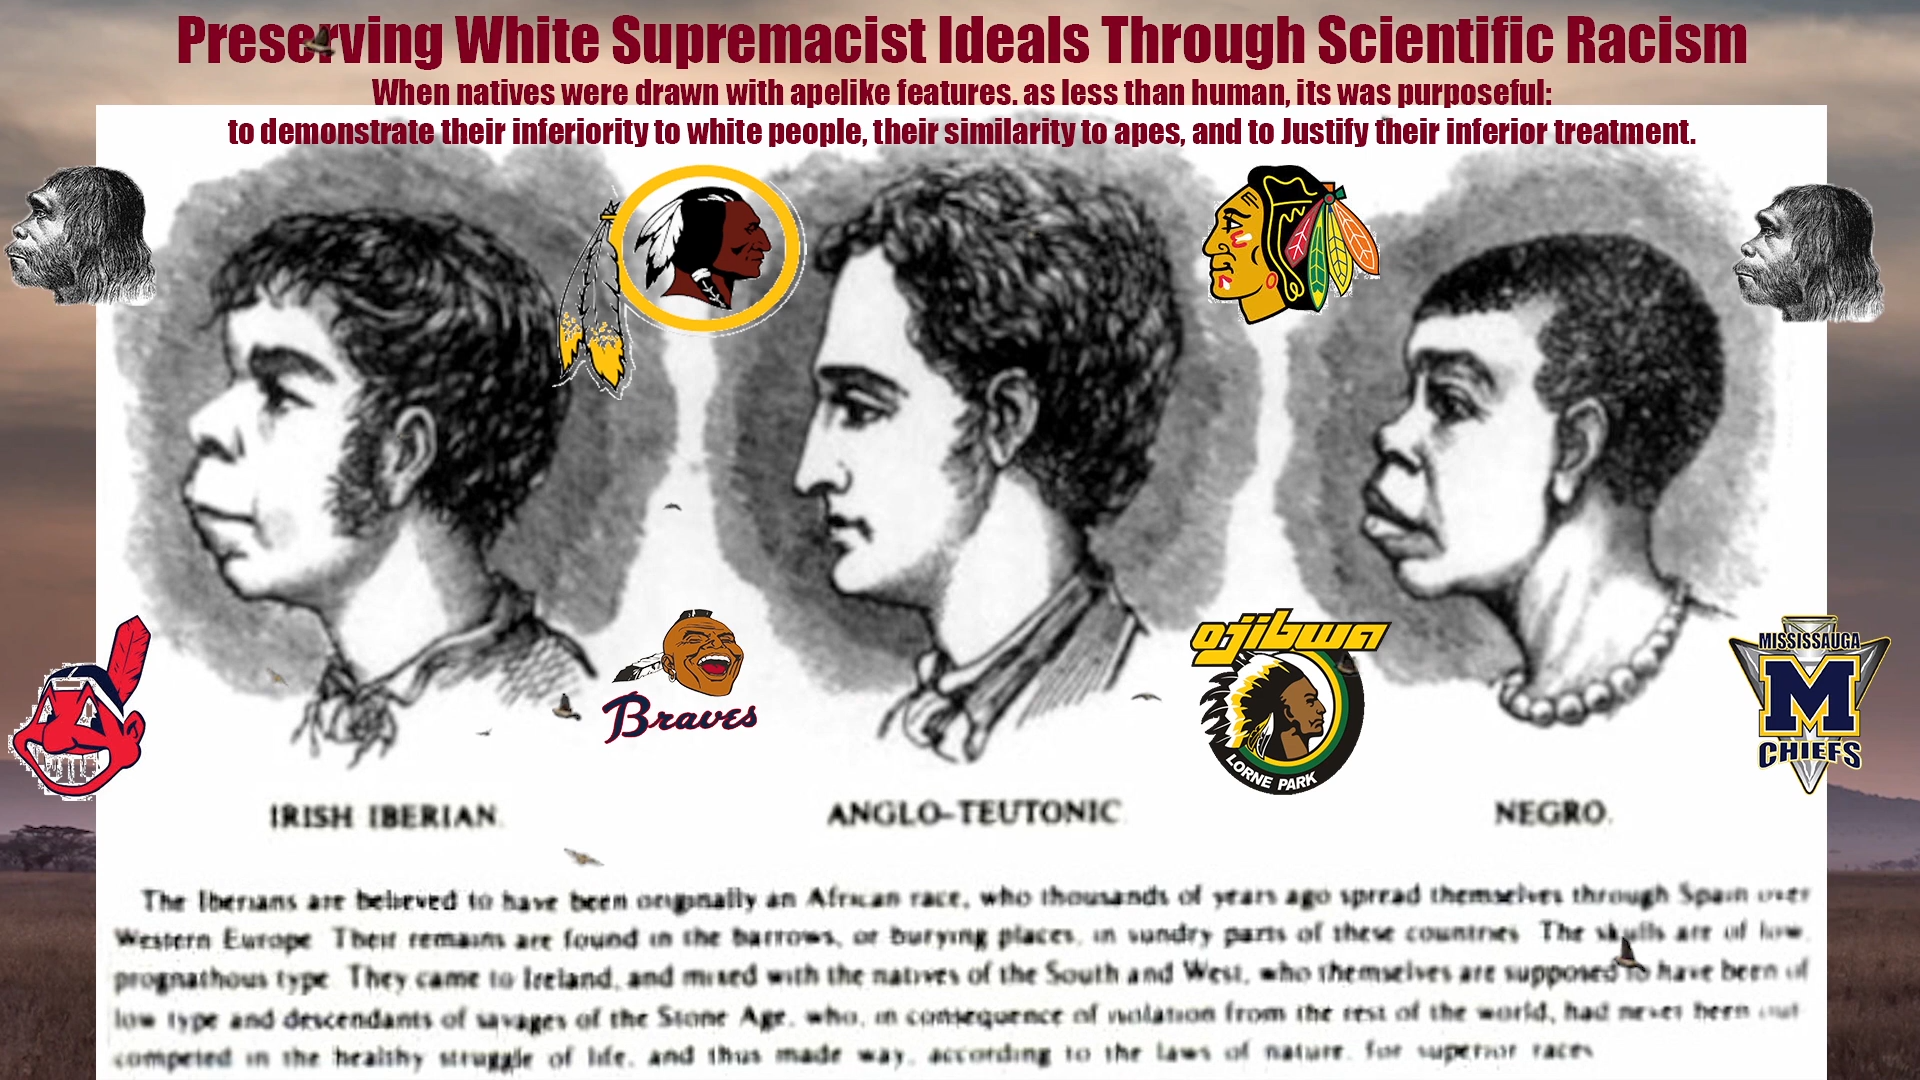 Preserving White Supremacist Ideals Through Scientific Racism
When natives were drawn with apelike features. as less than human, its was purposeful:
to demonstrate their inferiority to white people, their similarity to apes, and to Justify their inferior treatment.
Braves
ojibwa
LORNE PARK
MISSISSAUGA
M
CHIEFS
IRISH IBERIAN.
ANGLO-TEUTONIC
NEGRO.
The Iberians are believed to have been originally an African race, who thousands of years ago spread themselves through Spain over
Western Europe. Their remains are found in the barrows, or burying places, in sundry parts of these countries. The skulls are of low,
prognathous type. They came to Ireland, and mixed with the natives of the South and West, who themselves are supposed to have been of
low type and descendants of savages of the Stone Age, who, in consequence of isolation from the rest of the world, had never been out-
competed in the healthy struggle of life, and thus made way, according to the laws of nature, for superior races